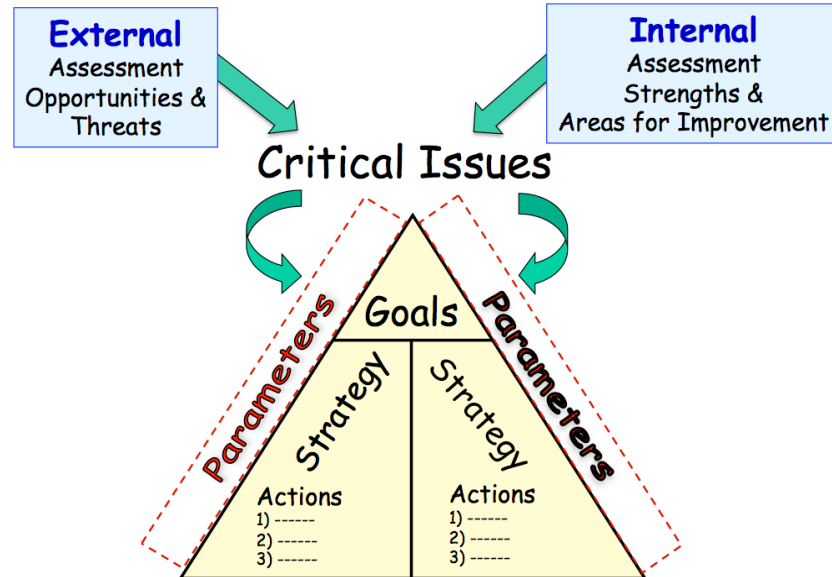 External
Assessment
Opportunities &
Threats
Internal
Assessment
Strengths &
Areas for Improvement
Critical Issues
Parameters
Parameters
Goals
Strategy
Strategy
Actions
1) ------
2) ------
3) ------
Actions
1) ------
2) ------
3) ------